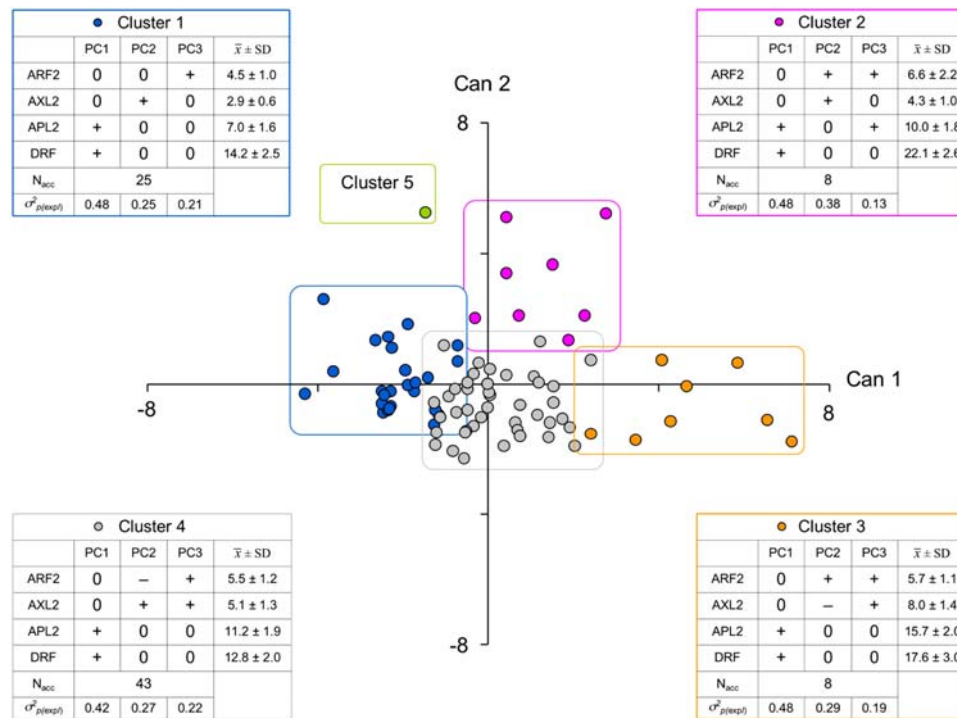 Cluster 1
PC1 PC2 PC3 x̄ ± SD
ARF2 0 0 + 4.5 ± 1.0
AXL2 0 + 0 2.9 ± 0.6
APL2 + 0 0 7.0 ± 1.6
DRF + 0 0 14.2 ± 2.5
Nacc 25
σ²p(expl) 0.48 0.25 0.21
Cluster 2
PC1 PC2 PC3 x̄ ± SD
ARF2 0 + + 6.6 ± 2.2
AXL2 0 + 0 4.3 ± 1.0
APL2 + 0 + 10.0 ± 1.8
DRF + 0 0 22.1 ± 2.6
Nacc 8
σ²p(expl) 0.48 0.38 0.13
Can 2
8
Cluster 5
-8
Can 1
8
-8
Cluster 4
PC1 PC2 PC3 x̄ ± SD
ARF2 0 – + 5.5 ± 1.2
AXL2 0 + + 5.1 ± 1.3
APL2 + 0 0 11.2 ± 1.9
DRF + 0 0 12.8 ± 2.0
Nacc 43
σ²p(expl) 0.42 0.27 0.22
Cluster 3
PC1 PC2 PC3 x̄ ± SD
ARF2 0 + + 5.7 ± 1.1
AXL2 0 – + 8.0 ± 1.4
APL2 + 0 0 15.7 ± 2.0
DRF + 0 0 17.6 ± 3.0
Nacc 8
σ²p(expl) 0.48 0.29 0.19